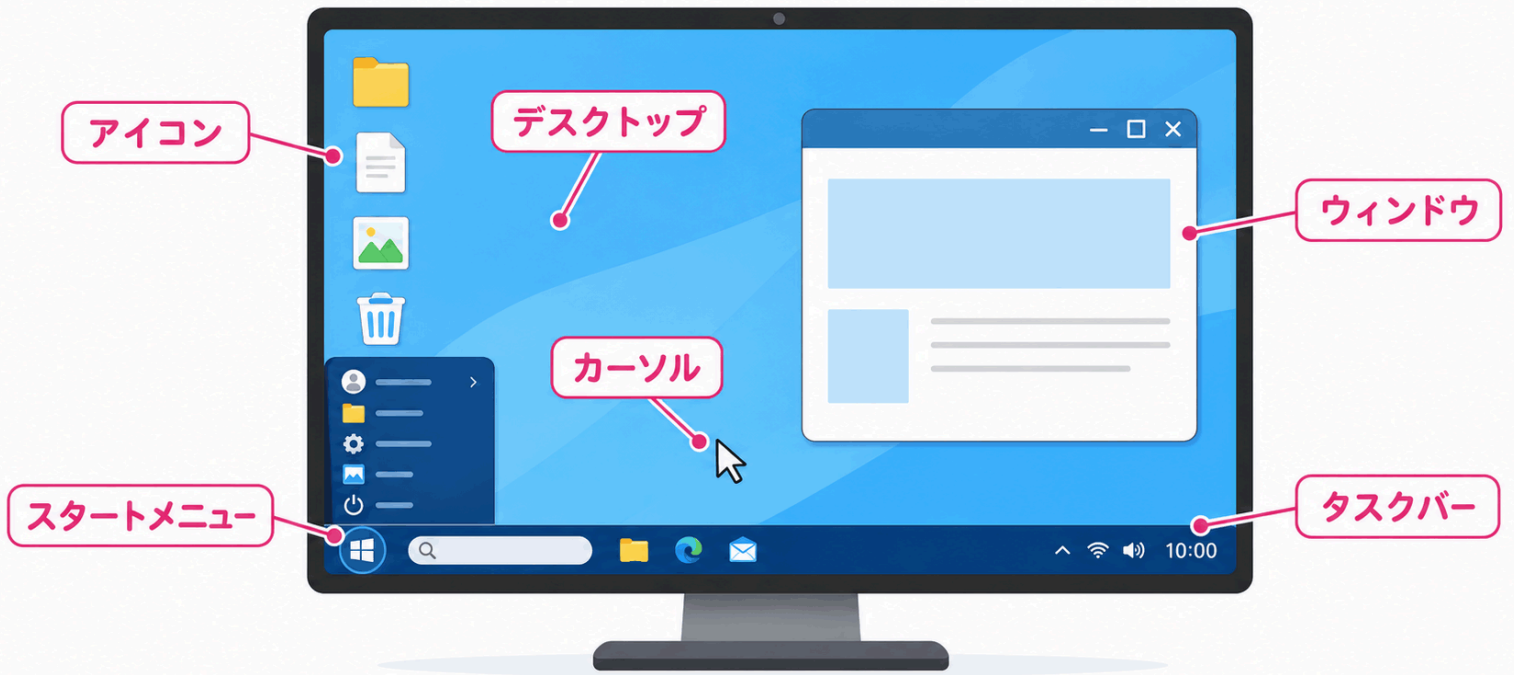 アイコン
デスクトップ
ウィンドウ
カーソル
スタートメニュー
タスクバー
10:00